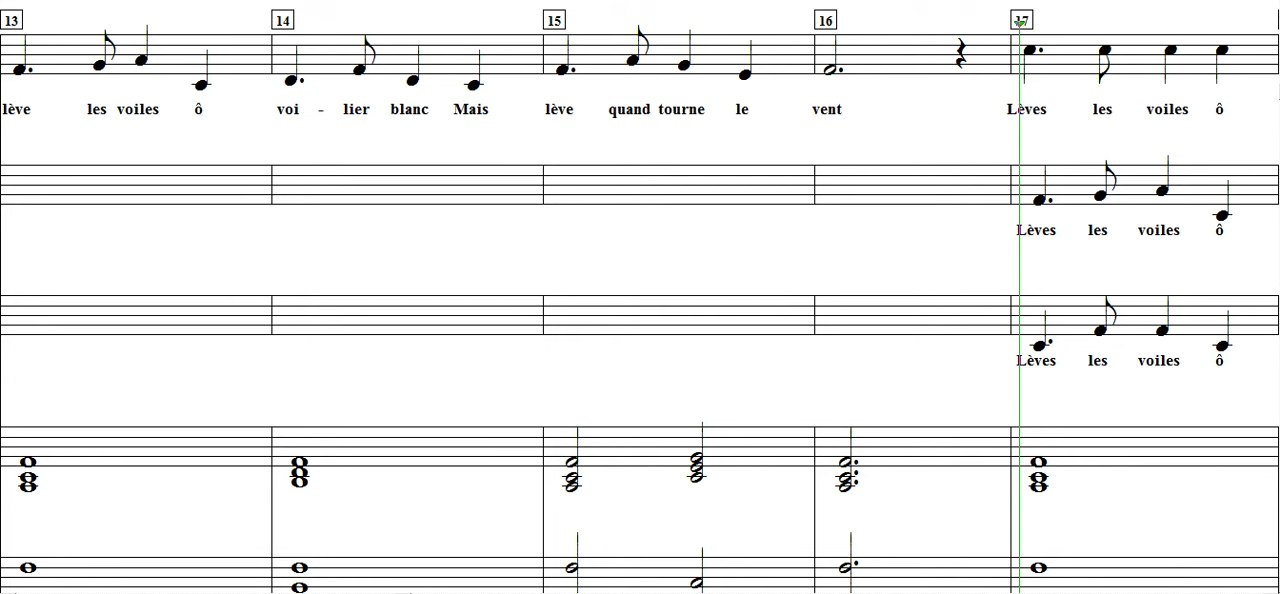 13 14 15 16 17
lève les voiles ô voi - lier blanc Mais lève quand tourne le vent Lèves les voiles ô
Lèves les voiles ô
Lèves les voiles ô